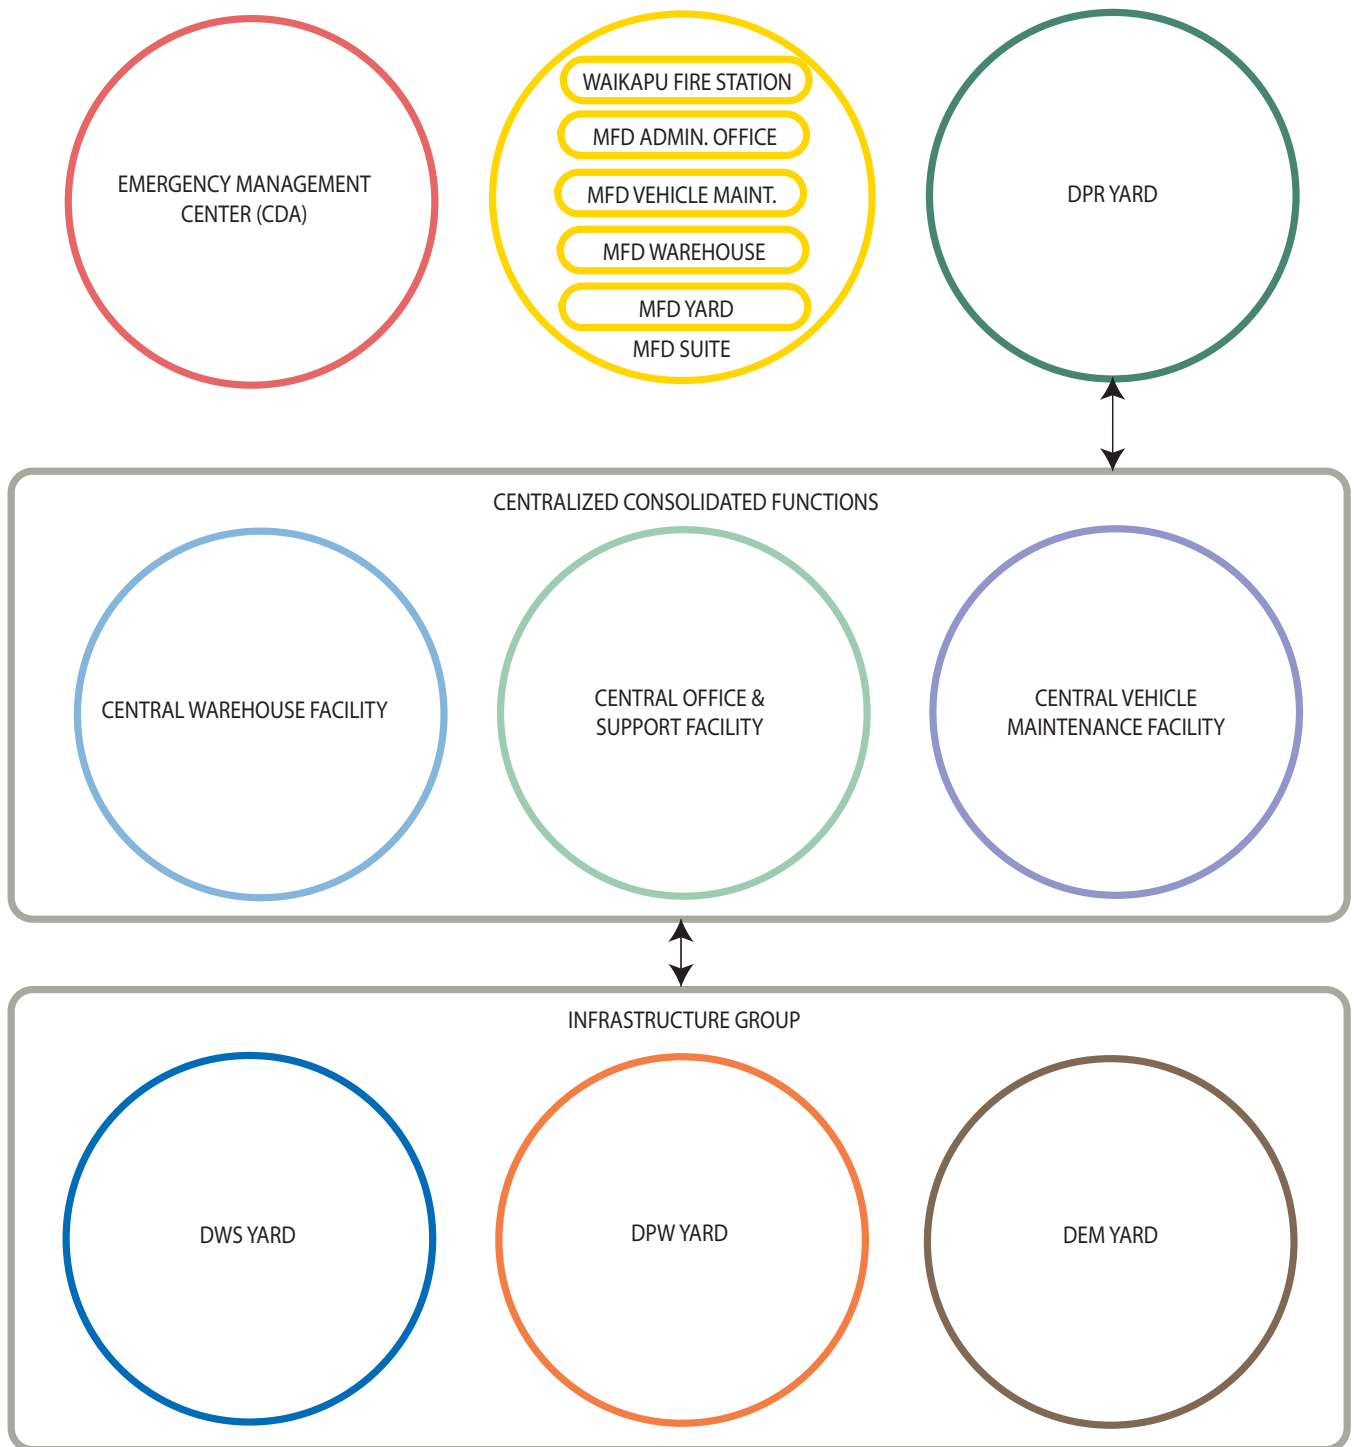 EMERGENCY MANAGEMENT
CENTER (CDA)
WAIKAPU FIRE STATION
MFD ADMIN. OFFICE
MFD VEHICLE MAINT.
MFD WAREHOUSE
MFD YARD
MFD SUITE
DPR YARD
CENTRALIZED CONSOLIDATED FUNCTIONS
CENTRAL WAREHOUSE FACILITY
CENTRAL OFFICE &
SUPPORT FACILITY
CENTRAL VEHICLE
MAINTENANCE FACILITY
INFRASTRUCTURE GROUP
DWS YARD
DPW YARD
DEM YARD